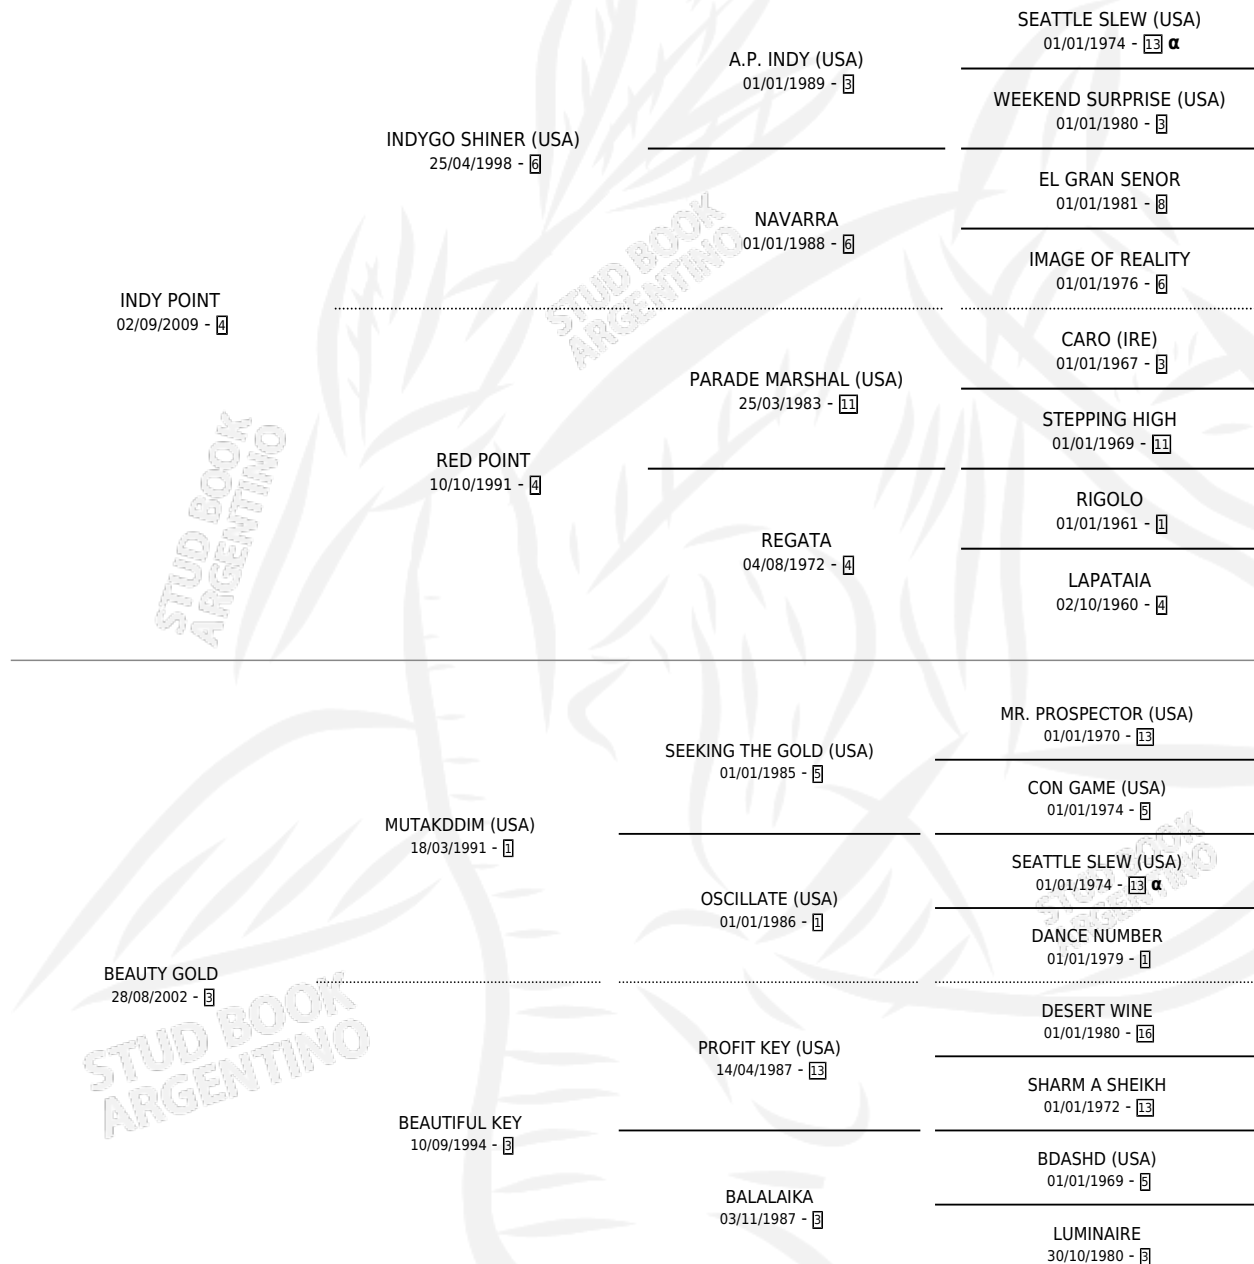 SEATTLE SLEW (USA)
01/01/1974 - 13 α
A.P. INDY (USA)
01/01/1989 - 3
WEEKEND SURPRISE (USA)
01/01/1980 - 3
INDYGO SHINER (USA)
25/04/1998 - 6
EL GRAN SENOR
01/01/1981 - 8
NAVARRA
01/01/1988 - 6
IMAGE OF REALITY
01/01/1976 - 6
INDY POINT
02/09/2009 - 4
CARO (IRE)
01/01/1967 - 3
PARADE MARSHAL (USA)
25/03/1983 - 11
STEPPING HIGH
01/01/1969 - 11
RED POINT
10/10/1991 - 4
RIGOLO
01/01/1961 - 1
REGATA
04/08/1972 - 4
LAPATAIA
02/10/1960 - 4
MR. PROSPECTOR (USA)
01/01/1970 - 13
SEEKING THE GOLD (USA)
01/01/1985 - 5
CON GAME (USA)
01/01/1974 - 5
MUTAKDDIM (USA)
18/03/1991 - 1
SEATTLE SLEW (USA)
01/01/1974 - 13 α
OSCILLATE (USA)
01/01/1986 - 1
DANCE NUMBER
01/01/1979 - 1
BEAUTY GOLD
28/08/2002 - 3
DESERT WINE
01/01/1980 - 16
PROFIT KEY (USA)
14/04/1987 - 13
SHARM A SHEIKH
01/01/1972 - 13
BEAUTIFUL KEY
10/09/1994 - 3
BDASHD (USA)
01/01/1969 - 5
BALALAIKA
03/11/1987 - 3
LUMINAIRE
30/10/1980 - 3
STUD BOOK
ARGENTINO
STUD BOOK
ARGENTINO
STUD BOOK
ARGENTINO
STUD BOOK
ARGENTINO